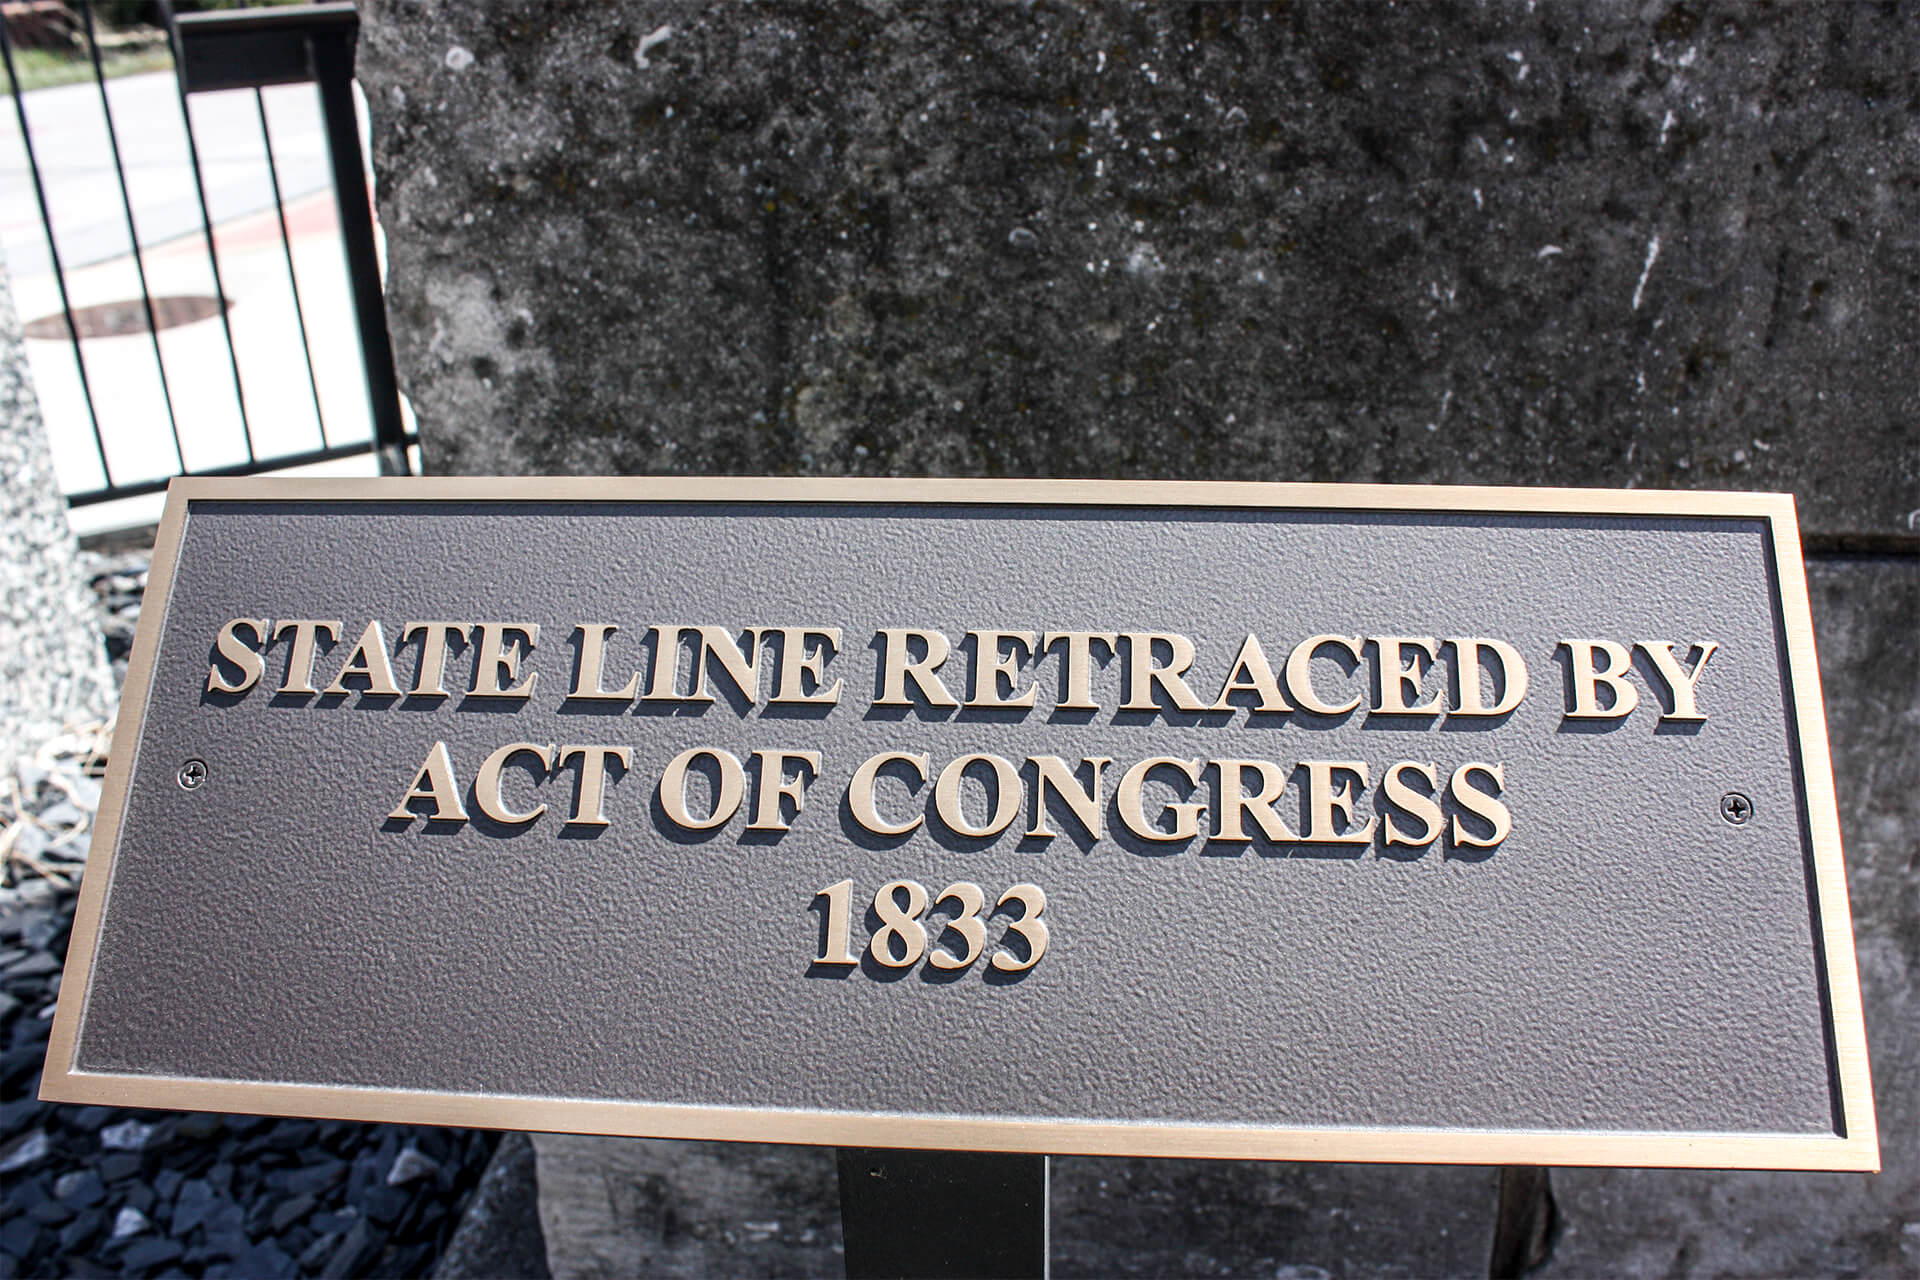 STATE LINE RETRACED BY
ACT OF CONGRESS
1833